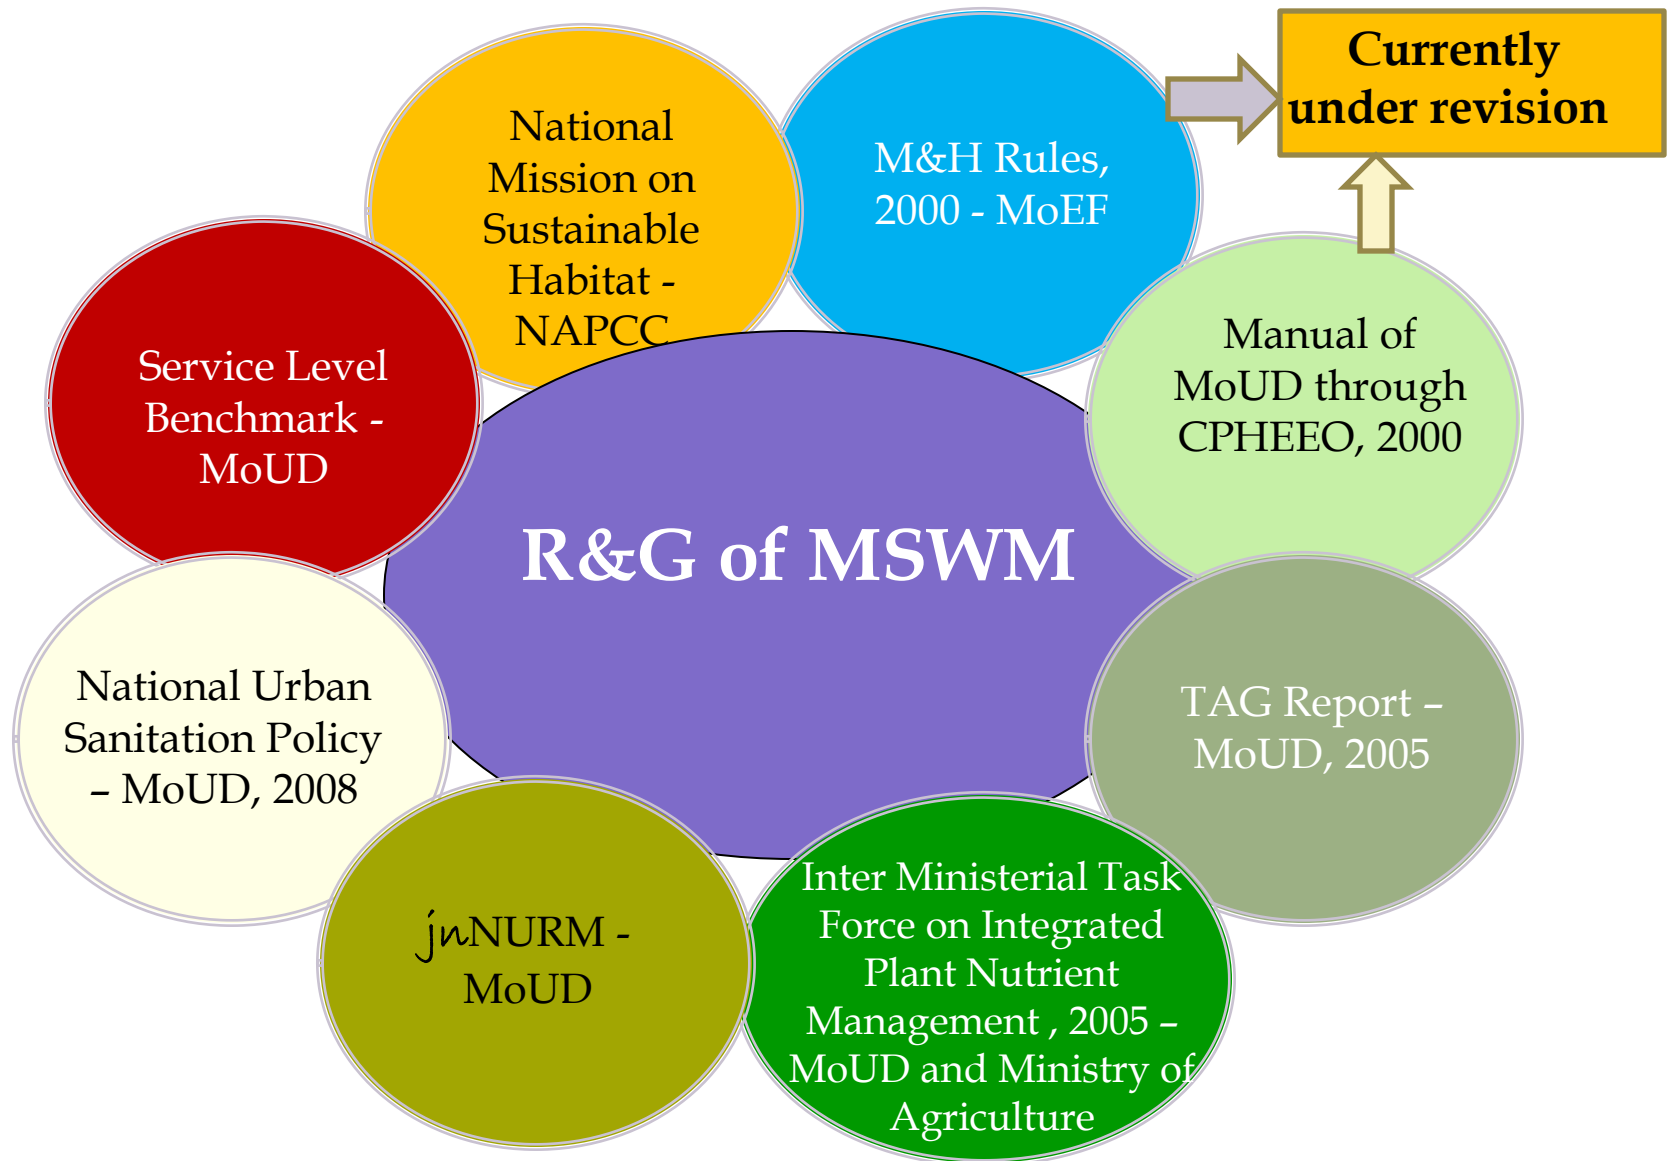 Currently
under revision
M&H Rules,
2000 - MoEF
National
Mission on
Sustainable
Habitat -
NAPCC
Manual of
MoUD through
CPHEEO, 2000
Service Level
Benchmark -
MoUD
R&G of MSWM
National Urban
Sanitation Policy
– MoUD, 2008
TAG Report –
MoUD, 2005
jnNURM -
MoUD
Inter Ministerial Task
Force on Integrated
Plant Nutrient
Management , 2005 –
MoUD and Ministry of
Agriculture